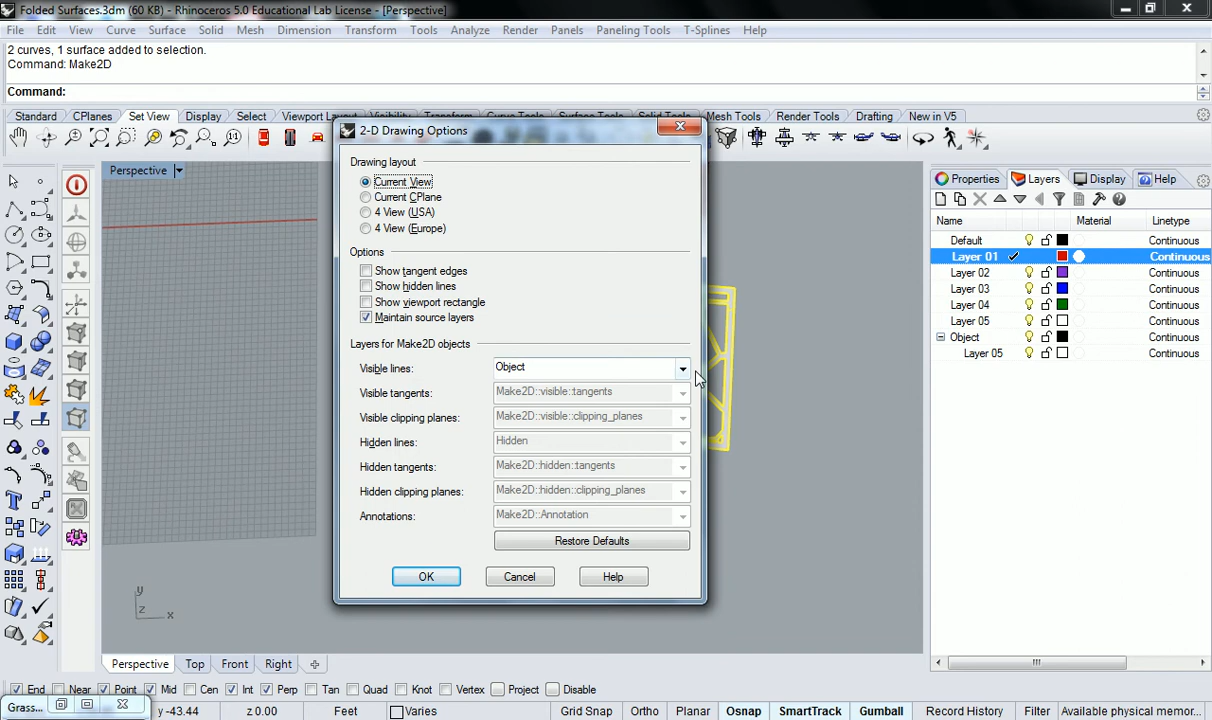 Folded Surfaces.3dm (60 KB) - Rhinoceros 5.0 Educational Lab License - [Perspective]
File Edit View Curve Surface Solid Mesh Dimension Transform Tools Analyze Render Panels Paneling Tools T-Splines Help
2 curves, 1 surface added to selection.
Command: Make2D
Command:
Standard CPlanes Set View Display Select Viewport Layout Visibility Transform Curve Tools Surface Tools Solid Tools Mesh Tools Render Tools Drafting New in V5
2-D Drawing Options
Perspective
Drawing layout
Current View
Current CPlane
4 View (USA)
4 View (Europe)
Options
Show tangent edges
Show hidden lines
Show viewport rectangle
Maintain source layers
Layers for Make2D objects
Visible lines: Object
Visible tangents: Make2D::visible::tangents
Visible clipping planes: Make2D::visible::clipping_planes
Hidden lines: Hidden
Hidden tangents: Make2D::hidden::tangents
Hidden clipping planes: Make2D::hidden::clipping_planes
Annotations: Make2D::Annotation
Restore Defaults
OK Cancel Help
Properties Layers Display Help
Name Material Linetype
Default Continuous
Layer 01 Continuous
Layer 02 Continuous
Layer 03 Continuous
Layer 04 Continuous
Layer 05 Continuous
Object Continuous
Layer 05 Continuous
y
z x
Perspective Top Front Right
End Near Point Mid Cen Int Perp Tan Quad Knot Vertex Project Disable
Grass... y -43.44 z 0.00 Feet Varies Grid Snap Ortho Planar Osnap SmartTrack Gumball Record History Filter Available physical memor...